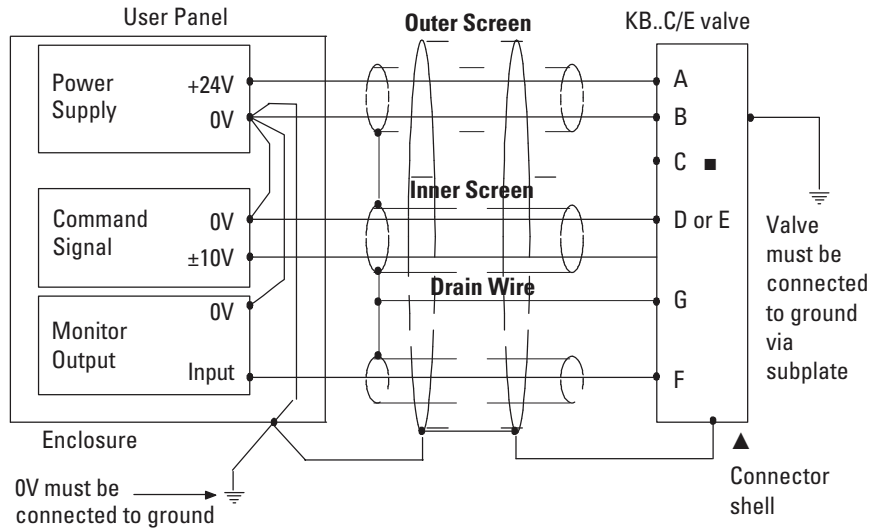 User Panel
Outer Screen
KB..C/E valve
Power
Supply
+24V
0V
A
B
C ■
Inner Screen
Command
Signal
0V
±10V
D or E
Valve
must be
connected
to ground
via
subplate
Drain Wire
G
Monitor
Output
0V
Input
F
Enclosure
▲
Connector
shell
0V must be
connected to ground